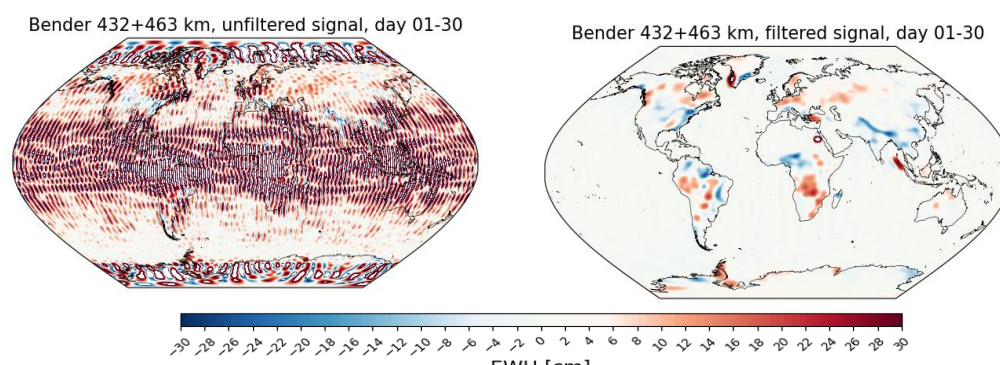 Bender 432+463 km, unfiltered signal, day 01-30
Bender 432+463 km, filtered signal, day 01-30
−30 −28 −26 −24 −22 −20 −18 −16 −14 −12 −10 −8 −6 −4 −2 0 2 4 6 8 10 12 14 16 18 20 22 24 26 28 30
EWH [cm]